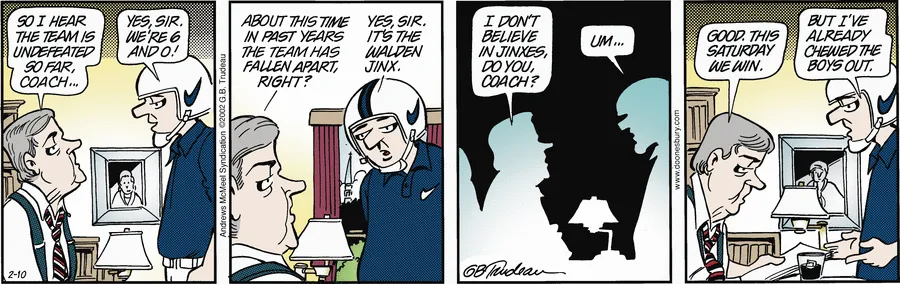 SO I HEAR
THE TEAM IS
UNDEFEATED
SO FAR,
COACH...
YES, SIR.
WE'RE 6
AND 0!
2-10
Andrews McMeel Syndication ©2002 G.B. Trudeau
ABOUT THIS TIME
IN PAST YEARS
THE TEAM HAS
FALLEN APART,
RIGHT?
YES, SIR.
IT'S THE
WALDEN
JINX.
I DON'T
BELIEVE
IN JINXES,
DO YOU,
COACH?
UM...
GBTrudeau
www.doonesbury.com
GOOD. THIS
SATURDAY
WE WIN.
BUT I'VE
ALREADY
CHEWED THE
BOYS OUT.